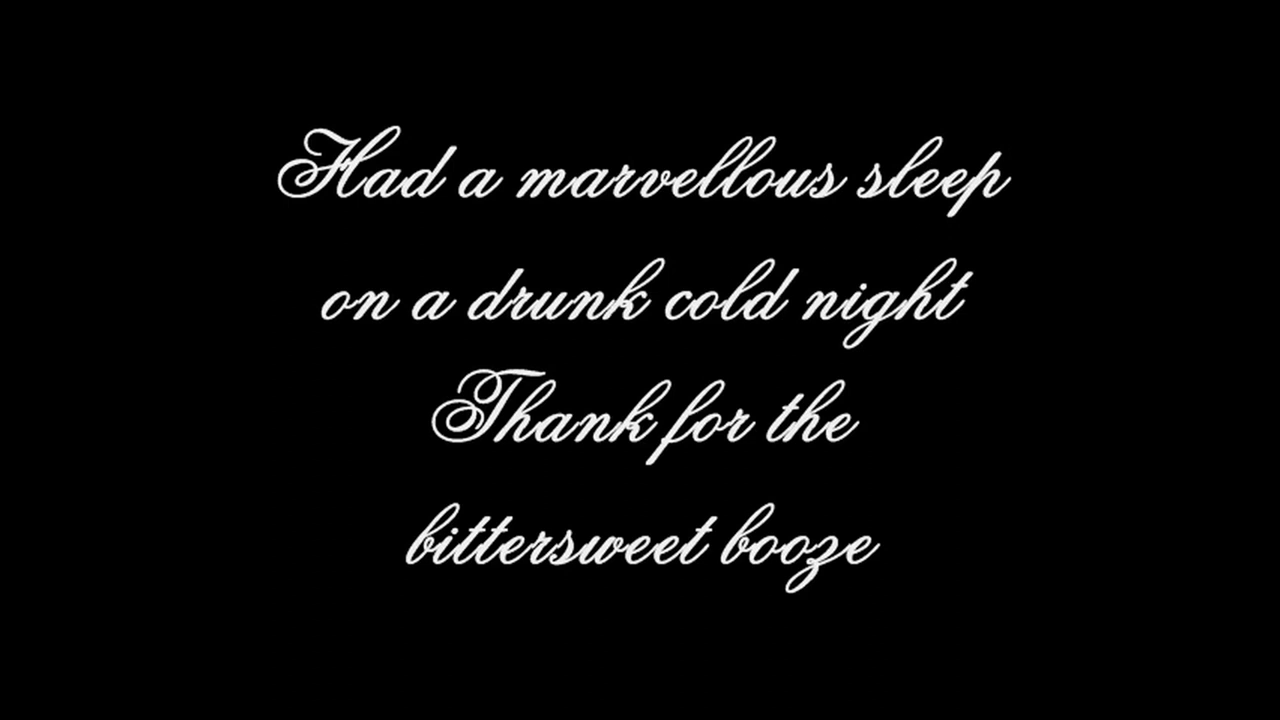 Had a marvellous sleep
on a drunk cold night
Thank for the
bittersweet booze